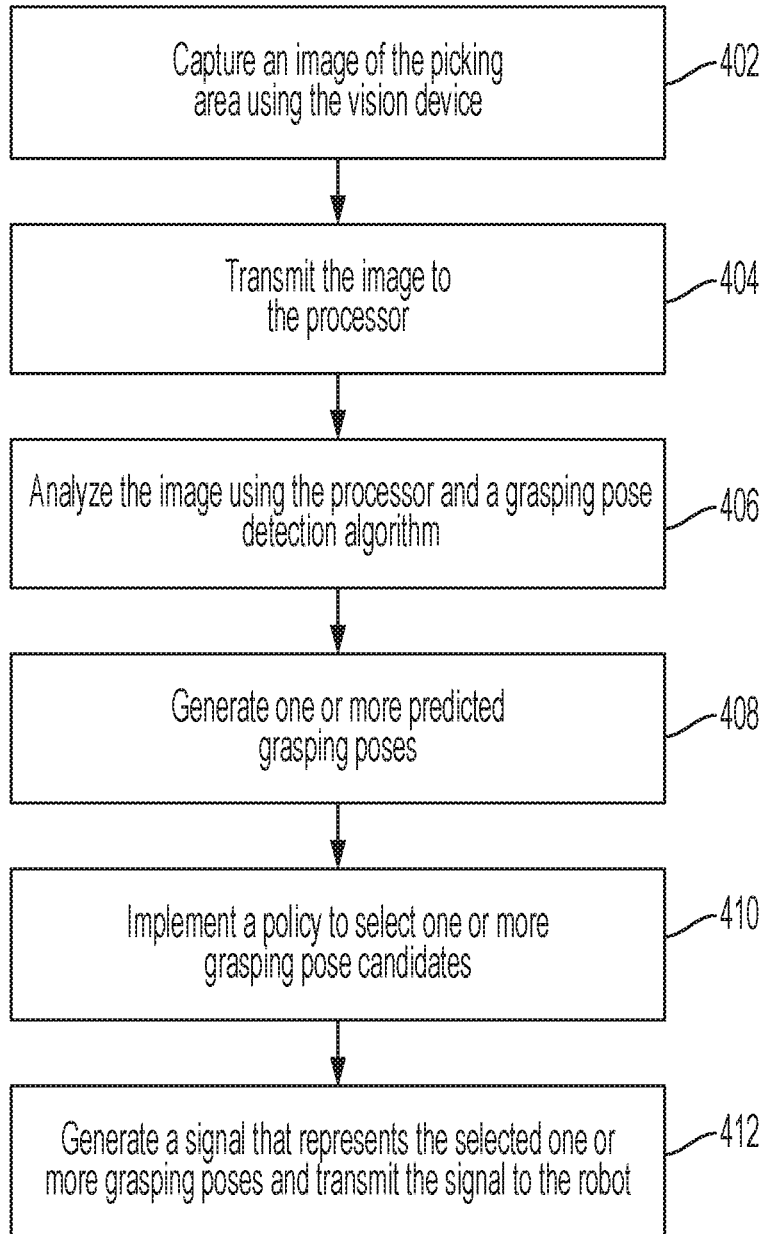 Capture an image of the picking
area using the vision device
402
Transmit the image to
the processor
404
Analyze the image using the processor and a grasping pose
detection algorithm
406
Generate one or more predicted
grasping poses
408
Implement a policy to select one or more
grasping pose candidates
410
Generate a signal that represents the selected one or
more grasping poses and transmit the signal to the robot
412